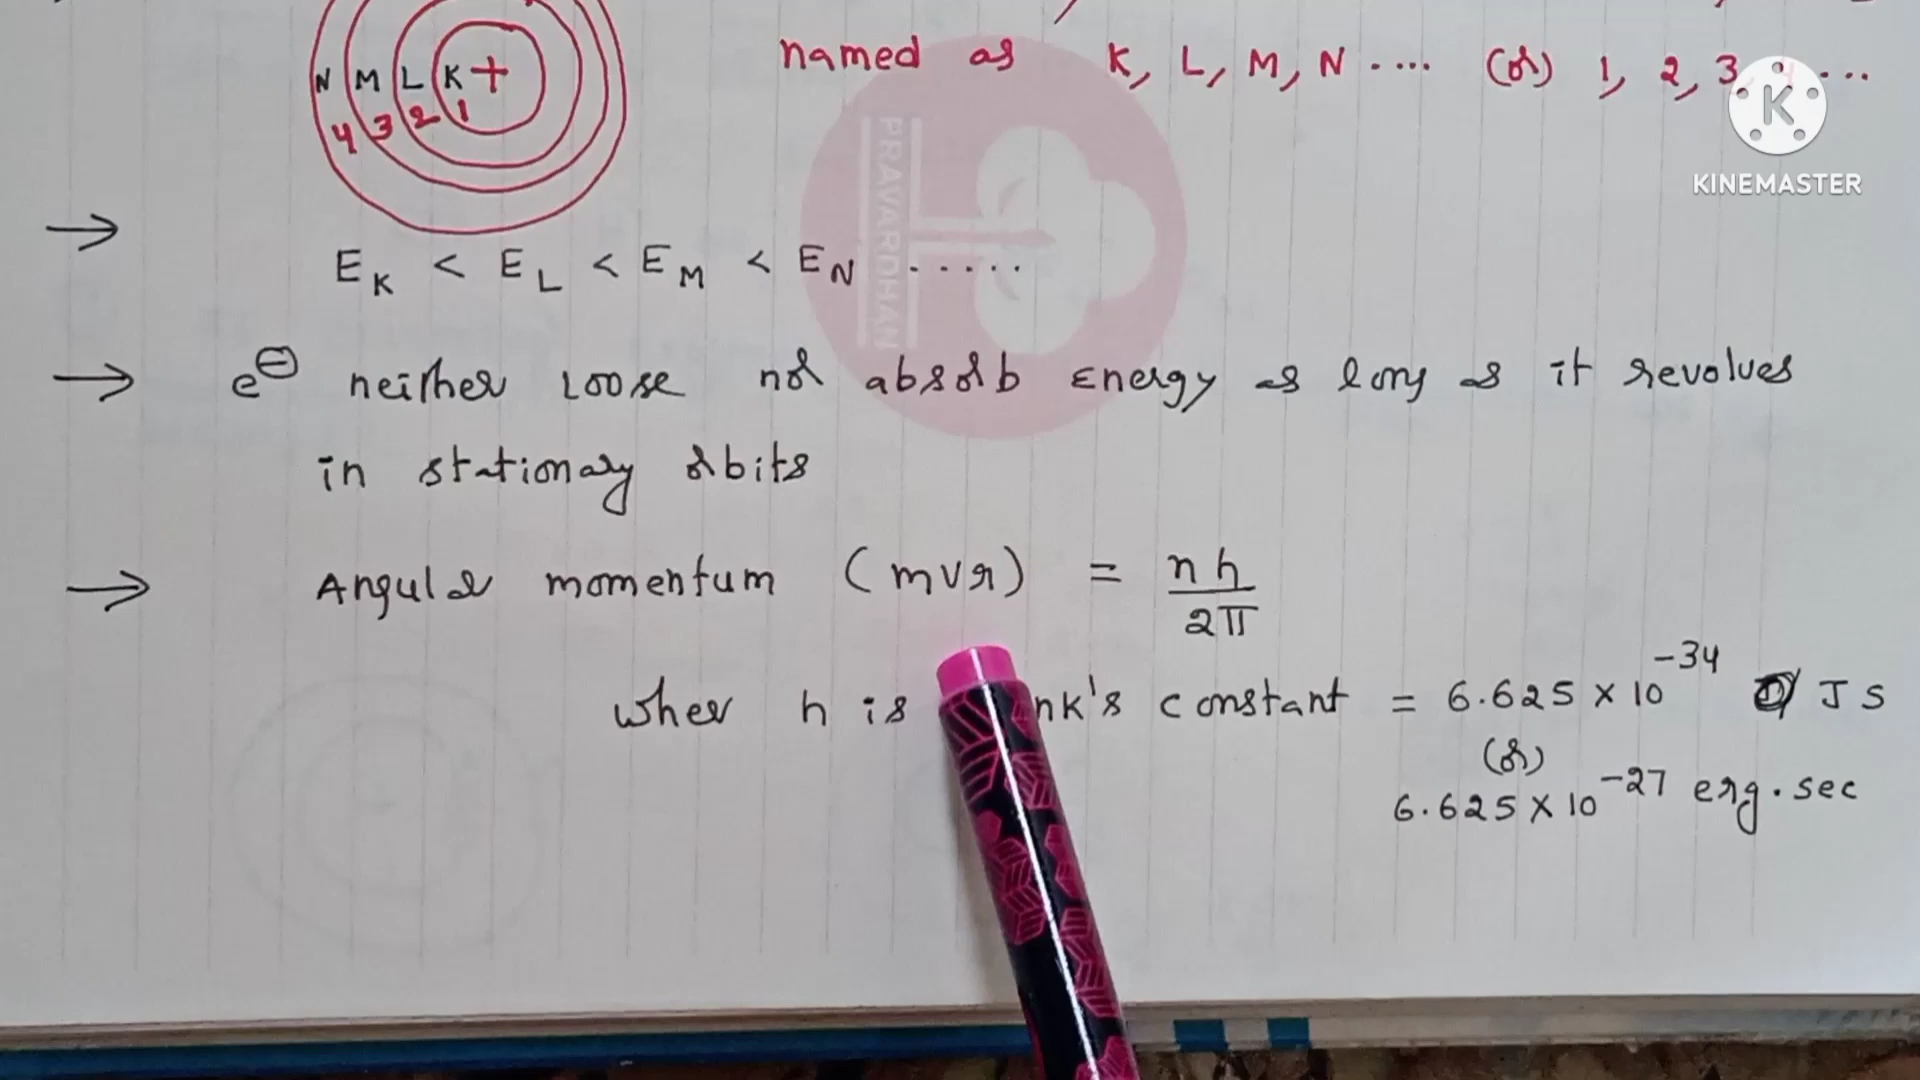 named as K, L, M, N .... (or) 1, 2, 3, 4 ...
N M L K +
4 3 2 1
K
KINEMASTER
PRAVARDHAN
E_K < E_L < E_M < E_N ......
e⊖ neither loose nor absorb energy as long as it revolves
in stationary orbits
Angular momentum (mvr) = nh/2π
wher h is nk's constant = 6.625 × 10^-34 JS
(or)
6.625 × 10^-27 erg.sec